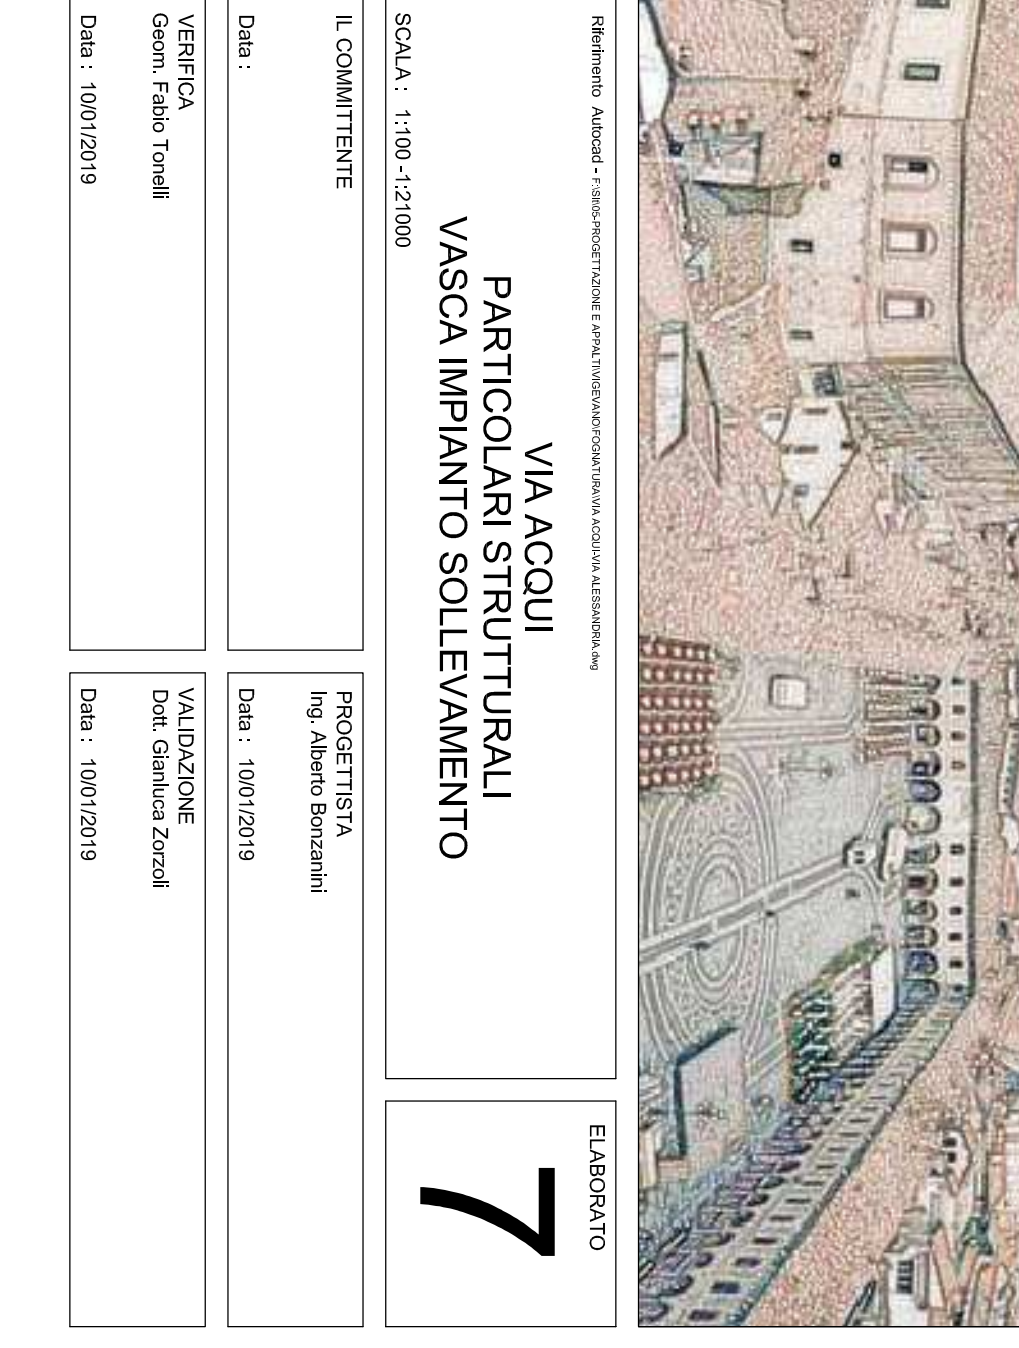 Riferimento Autocad - F:\SIt\05-PROGETTAZIONE E APPALTI\VIGEVANO\FOGNATURA\VIA ACQUI-VIA ALESSANDRIA.dwg
VIA ACQUI
PARTICOLARI STRUTTURALI
VASCA IMPIANTO SOLLEVAMENTO
SCALA : 1:100 -1:21000
ELABORATO
7
IL COMMITTENTE
Data :
PROGETTISTA
Ing. Alberto Bonzanini
Data : 10/01/2019
VERIFICA
Geom. Fabio Tonelli
Data : 10/01/2019
VALIDAZIONE
Dott. Gianluca Zorzoli
Data : 10/01/2019